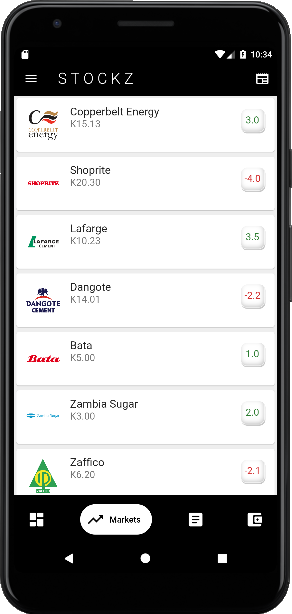 10:34
STOCKZ
COPPERBELT
energy
Copperbelt Energy
K15.13
3.0
SHOPRITE
Shoprite
K20.30
-4.0
LAFARGE
CEMENT
Lafarge
K10.23
3.5
DANGOTE
CEMENT
Dangote
K14.01
-2.2
Bata
Bata
K5.00
1.0
Zambia Sugar
K3.00
2.0
Zaffico
K6.20
-2.1
Markets